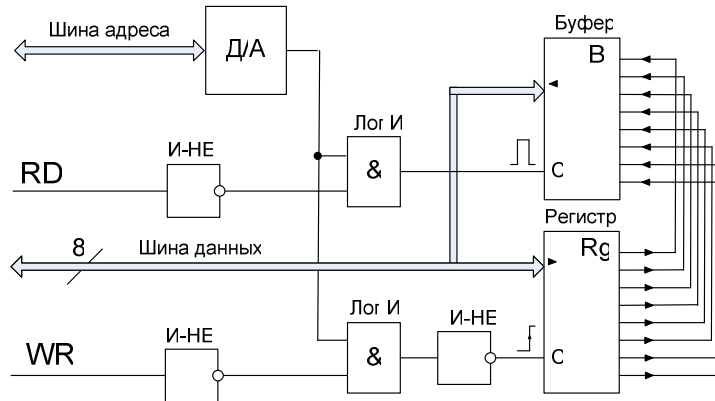 Шина адреса
Д/А
Буфер
B
Лог И
И-НЕ
RD
&
C
Регистр
8
Шина данных
Rg
Лог И
И-НЕ
И-НЕ
WR
&
C